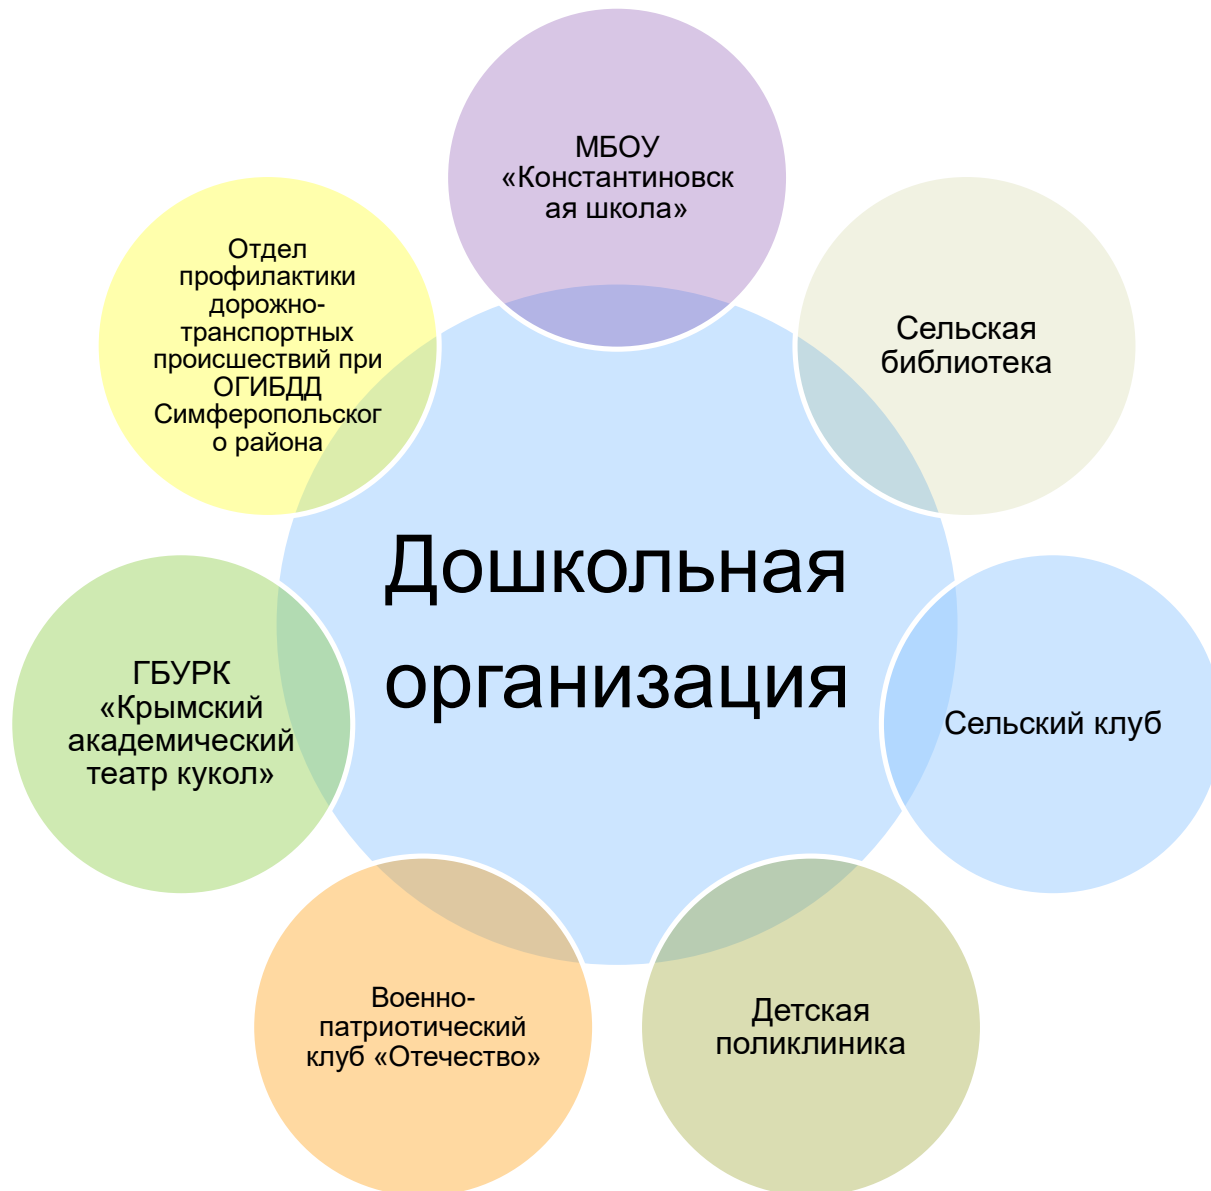 МБОУ
«Константиновск
ая школа»
Сельская
библиотека
Сельский клуб
Детская
поликлиника
Военно-
патриотический
клуб «Отечество»
ГБУРК
«Крымский
академический
театр кукол»
Отдел
профилактики
дорожно-
транспортных
происшествий при
ОГИБДД
Симферопольског
о района
Дошкольная
организация